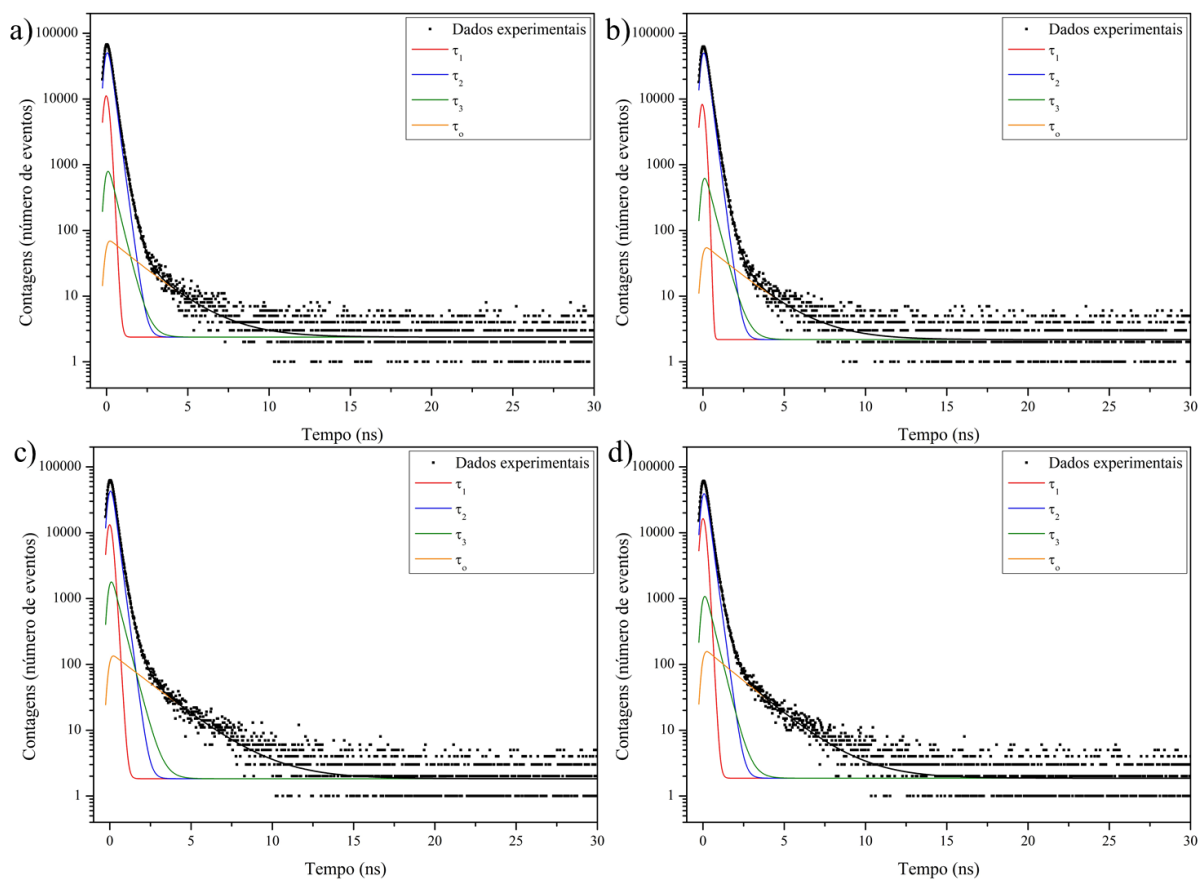 a)
Contagens (número de eventos)
100000
10000
1000
100
10
1
Dados experimentais
τ1
τ2
τ3
τo
0 5 10 15 20 25 30
Tempo (ns)
b)
Contagens (número de eventos)
100000
10000
1000
100
10
1
Dados experimentais
τ1
τ2
τ3
τo
0 5 10 15 20 25 30
Tempo (ns)
c)
Contagens (número de eventos)
100000
10000
1000
100
10
1
Dados experimentais
τ1
τ2
τ3
τo
0 5 10 15 20 25 30
Tempo (ns)
d)
Contagens (número de eventos)
100000
10000
1000
100
10
1
Dados experimentais
τ1
τ2
τ3
τo
0 5 10 15 20 25 30
Tempo (ns)